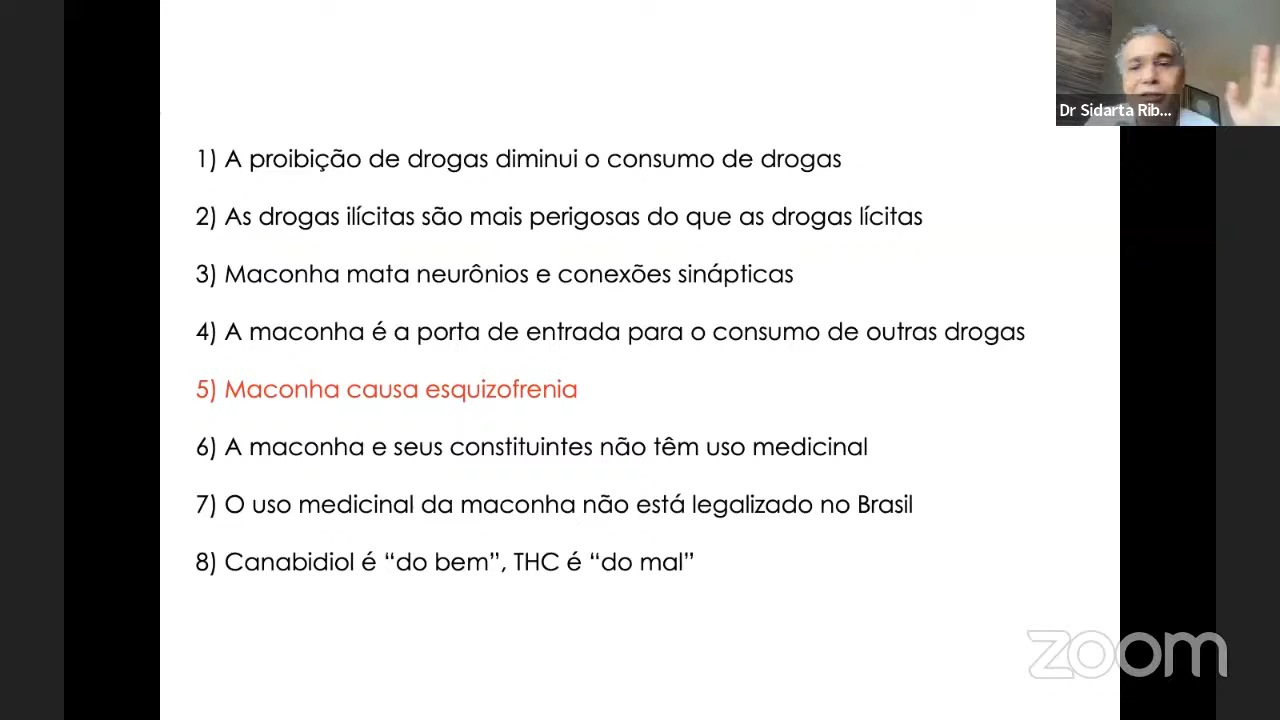 Dr Sidarta Rib...
1) A proibição de drogas diminui o consumo de drogas
2) As drogas ilícitas são mais perigosas do que as drogas lícitas
3) Maconha mata neurônios e conexões sinápticas
4) A maconha é a porta de entrada para o consumo de outras drogas
5) Maconha causa esquizofrenia
6) A maconha e seus constituintes não têm uso medicinal
7) O uso medicinal da maconha não está legalizado no Brasil
8) Canabidiol é “do bem”, THC é “do mal”
zoom